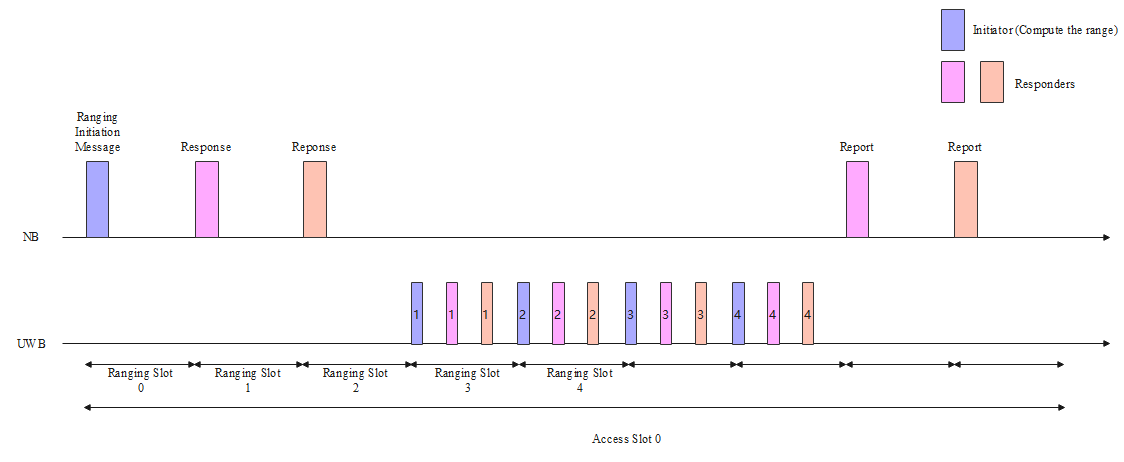 Initiator (Compute the range)
Responders
Ranging
Initiation
Message
Response
Reponse
Report
Report
NB
1
1
1
2
2
2
3
3
3
4
4
4
UWB
Ranging Slot
0
Ranging Slot
1
Ranging Slot
2
Ranging Slot
3
Ranging Slot
4
Access Slot 0